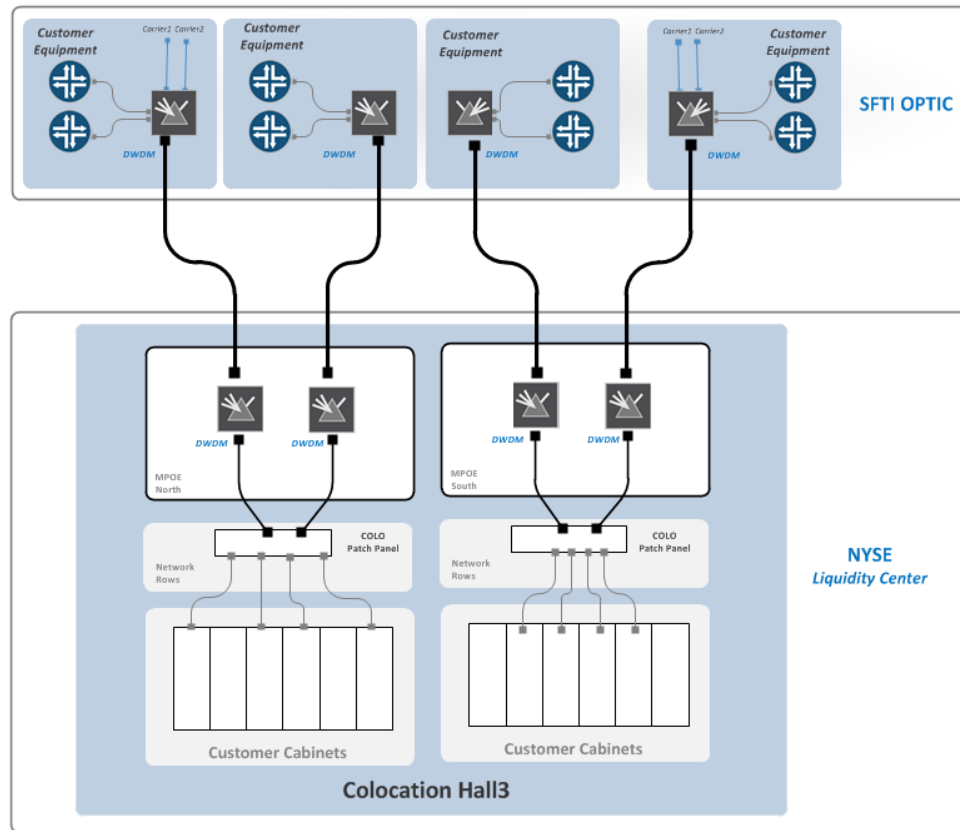 Customer
Equipment
Carrier1 Carrier2
DWDM
Customer
Equipment
DWDM
Customer
Equipment
DWDM
Carrier1 Carrier2
Customer
Equipment
DWDM
SFTI OPTIC
DWDM
DWDM
MPOE
North
DWDM
DWDM
MPOE
South
COLO
Patch Panel
Network
Rows
COLO
Patch Panel
Network
Rows
NYSE
Liquidity Center
Customer Cabinets
Customer Cabinets
Colocation Hall3